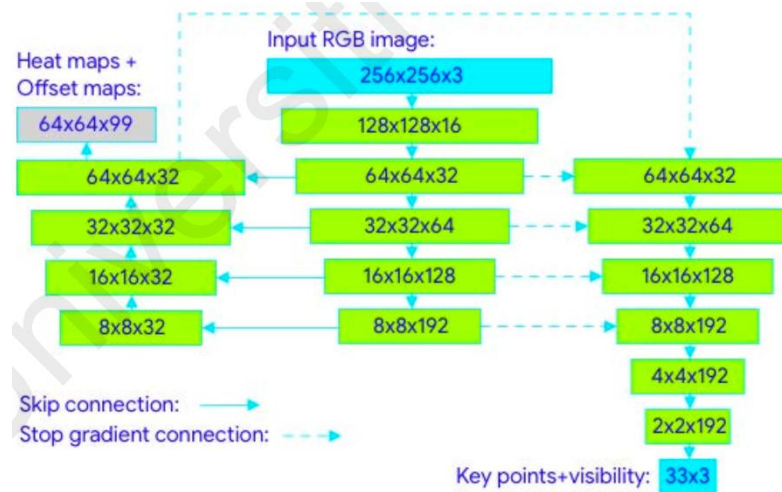 Input RGB image:
256x256x3
Heat maps +
Offset maps:
64x64x99
128x128x16
64x64x32
64x64x32
64x64x32
32x32x32
32x32x64
32x32x64
16x16x32
16x16x128
16x16x128
8x8x32
8x8x192
8x8x192
4x4x192
2x2x192
Skip connection:
Stop gradient connection:
Key points+visibility:
33x3